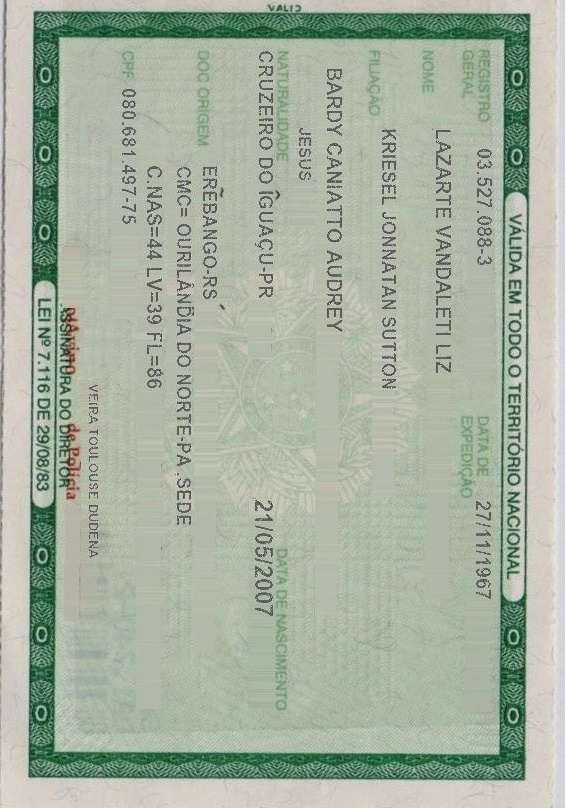 VÁLIDA EM TODO O TERRITÓRIO NACIONAL
REGISTRO GERAL 03.527.088-3 DATA DE EXPEDIÇÃO 27/11/1967
NOME
LAZARTE VANDALETI LIZ
FILIAÇÃO
KRIESEL JONNATAN SUTTON
BARDY CANIATTO AUDREY
JESUS
NATURALIDADE DATA DE NASCIMENTO
CRUZEIRO DO ÎGUAÇU-PR 21/05/2007
DOC ORIGEM
ERÊBANGO-RS
CMC= OURILÂNDIA DO NORTE-PA ,SEDE
C.NAS=44 LV=39 FL=86
CPF 080.681.497-75
VEIRA TOULOUSE DUDENA
ASSINATURA DO DIRETOR
de Polícia
LEI Nº 7.116 DE 29/08/83